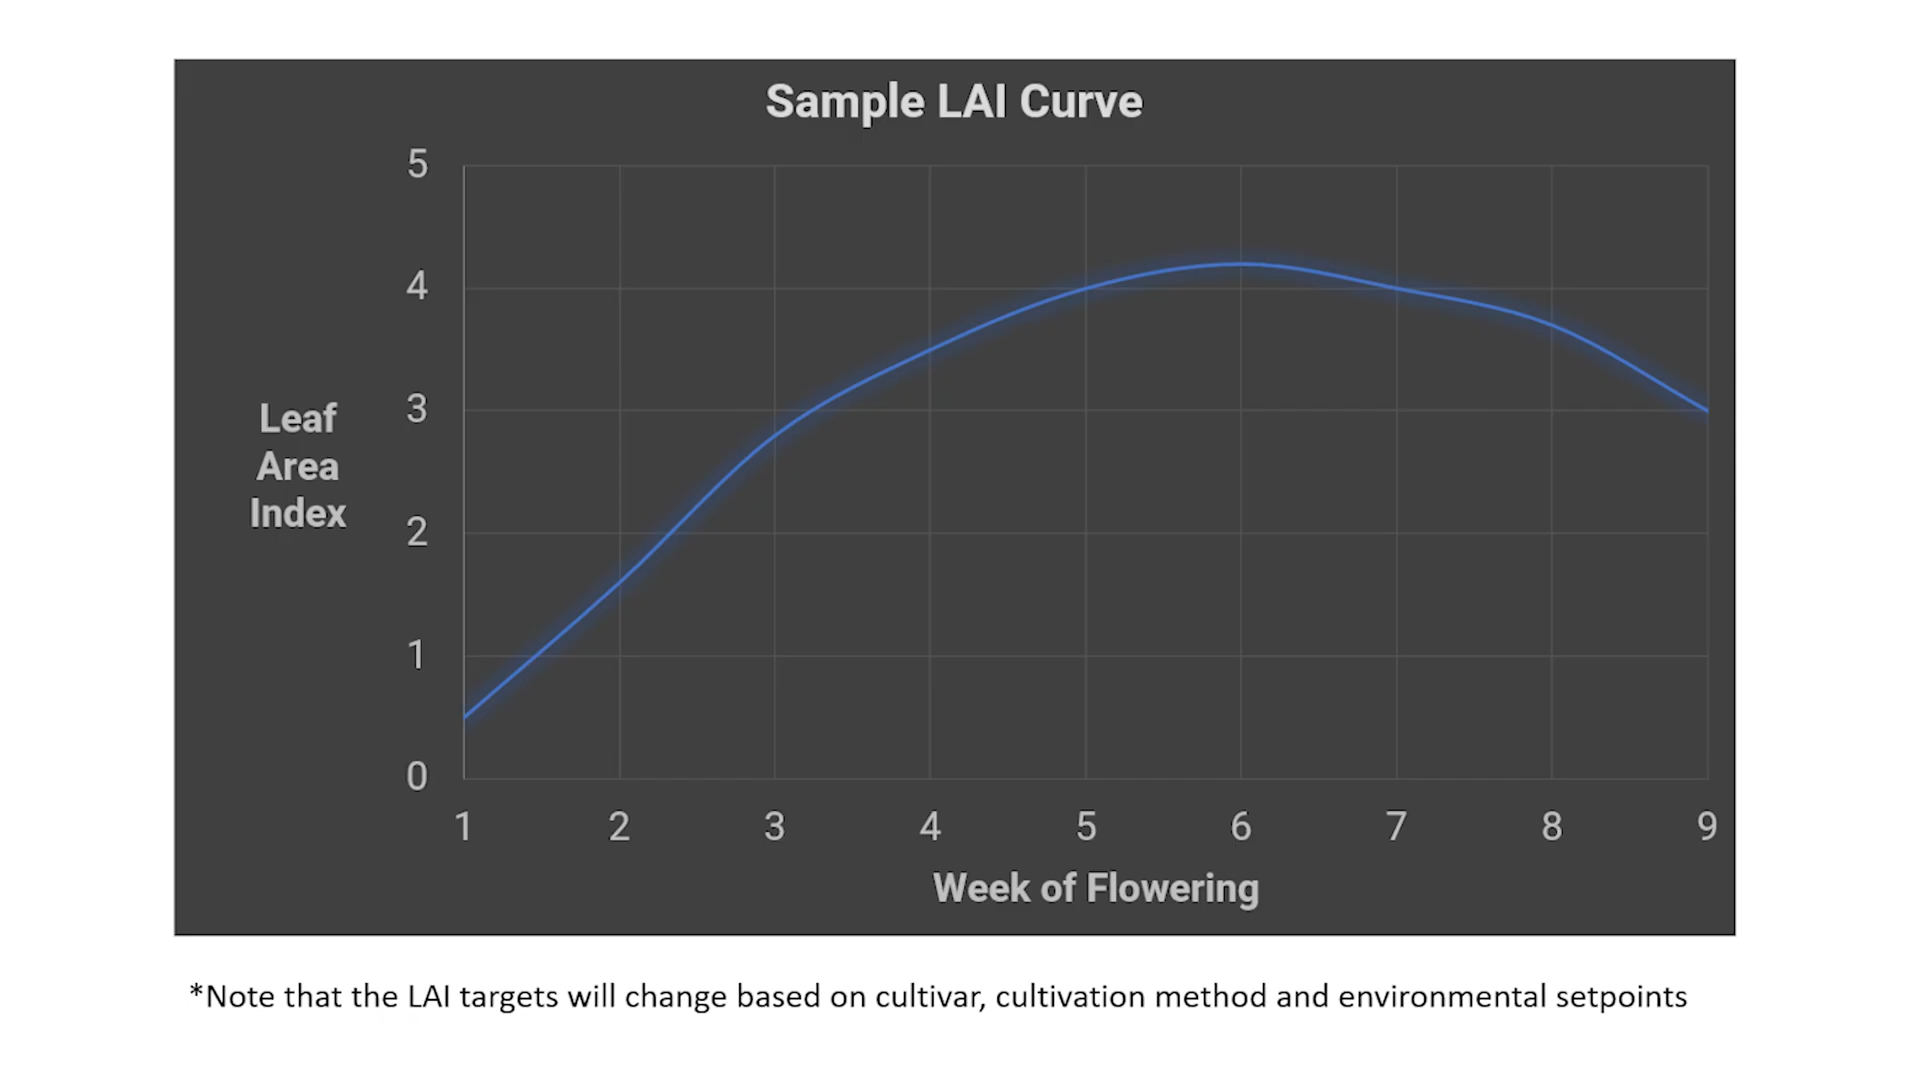 Sample LAI Curve
5
4
3
2
1
0
Leaf
Area
Index
1 2 3 4 5 6 7 8 9
Week of Flowering
*Note that the LAI targets will change based on cultivar, cultivation method and environmental setpoints